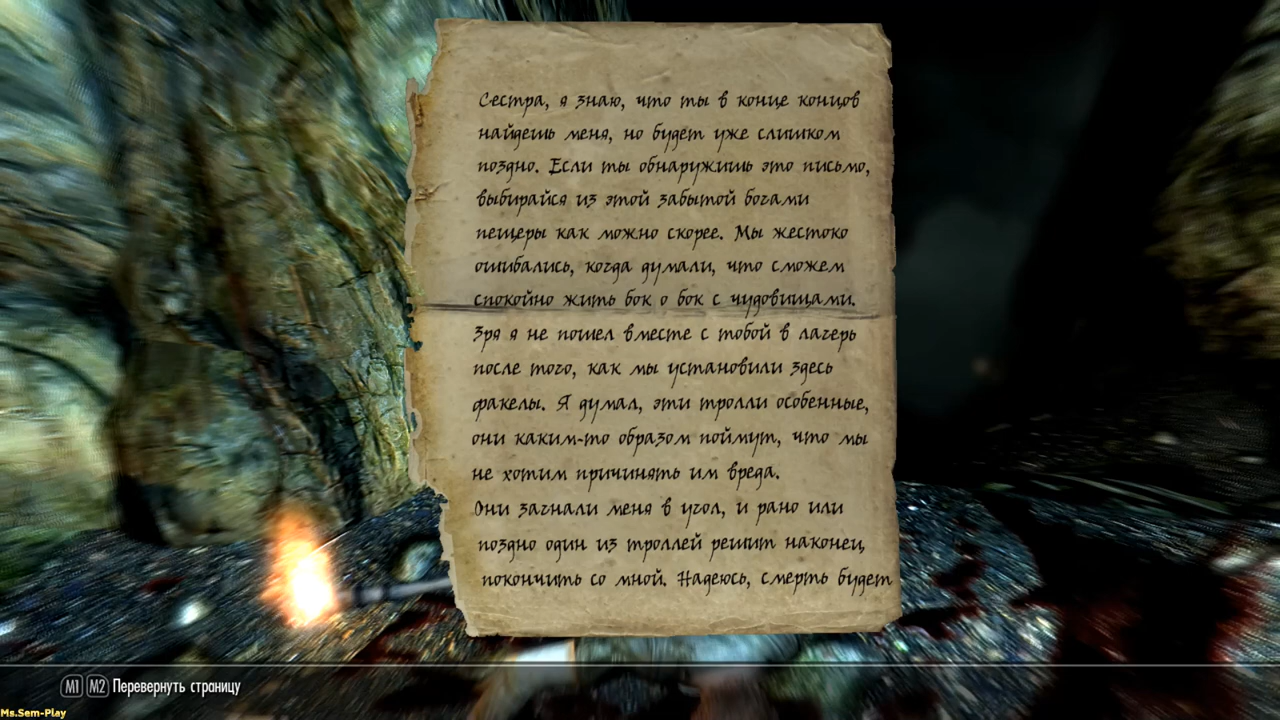 Сестра, я знаю, что ты в конце концов
найдешь меня, но будет уже слишком
поздно. Если ты обнаружишь это письмо,
выбирайся из этой забытой богами
пещеры как можно скорее. Мы жестоко
ошибались, когда думали, что сможем
спокойно жить бок о бок с чудовищами.
Зря я не пошел вместе с тобой в лагерь
после того, как мы установили здесь
факелы. Я думал, эти тролли особенные,
они каким-то образом поймут, что мы
не хотим причинять им вреда.
Они загнали меня в угол, и рано или
поздно один из троллей решит наконец
покончить со мной. Надеюсь, смерть будет
M1 M2 Перевернуть страницу
Ms.Sem-Play